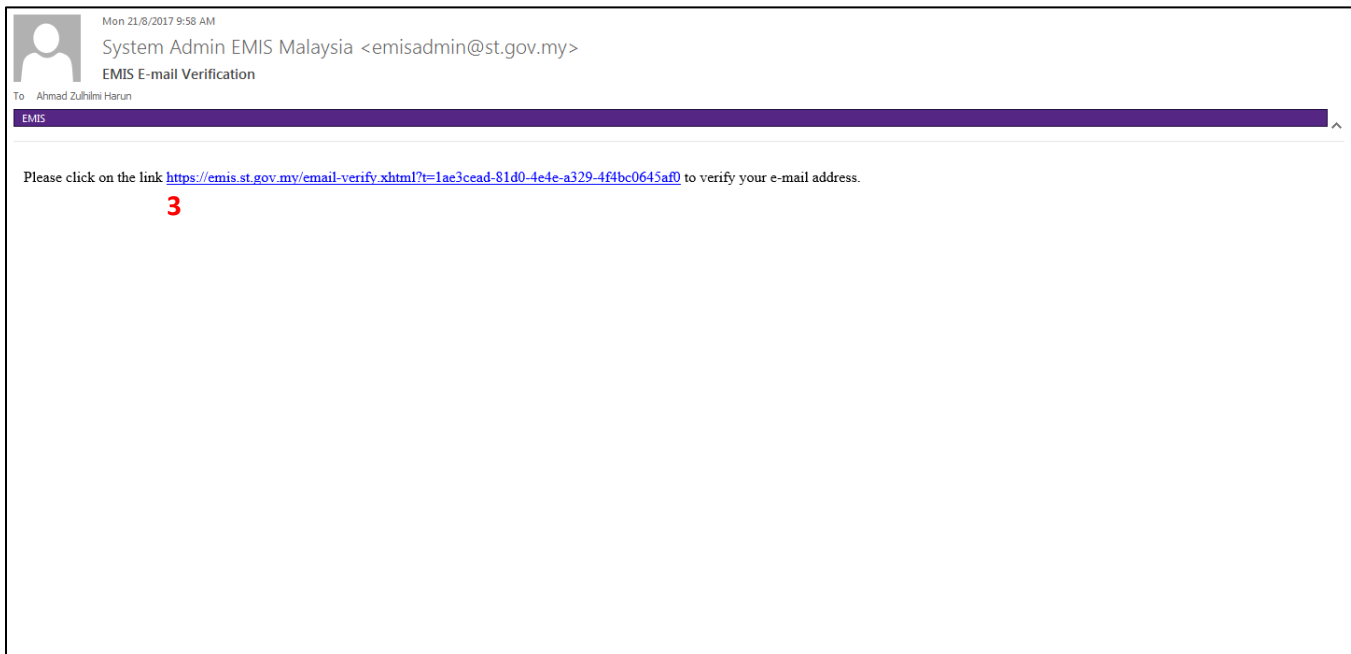 Mon 21/8/2017 9:58 AM
System Admin EMIS Malaysia <emisadmin@st.gov.my>
EMIS E-mail Verification
To Ahmad Zulhilmi Harun
EMIS
Please click on the link https://emis.st.gov.my/email-verify.xhtml?t=1ae3cead-81d0-4e4e-a329-4f4bc0645af0 to verify your e-mail address.
3